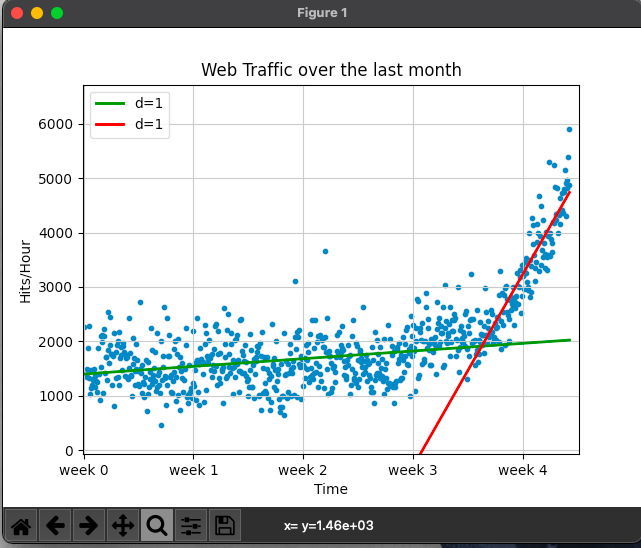 Figure 1
Web Traffic over the last month
d=1
d=1
6000
5000
4000
3000
2000
1000
0
Hits/Hour
week 0 week 1 week 2 week 3 week 4
Time
x= y=1.46e+03